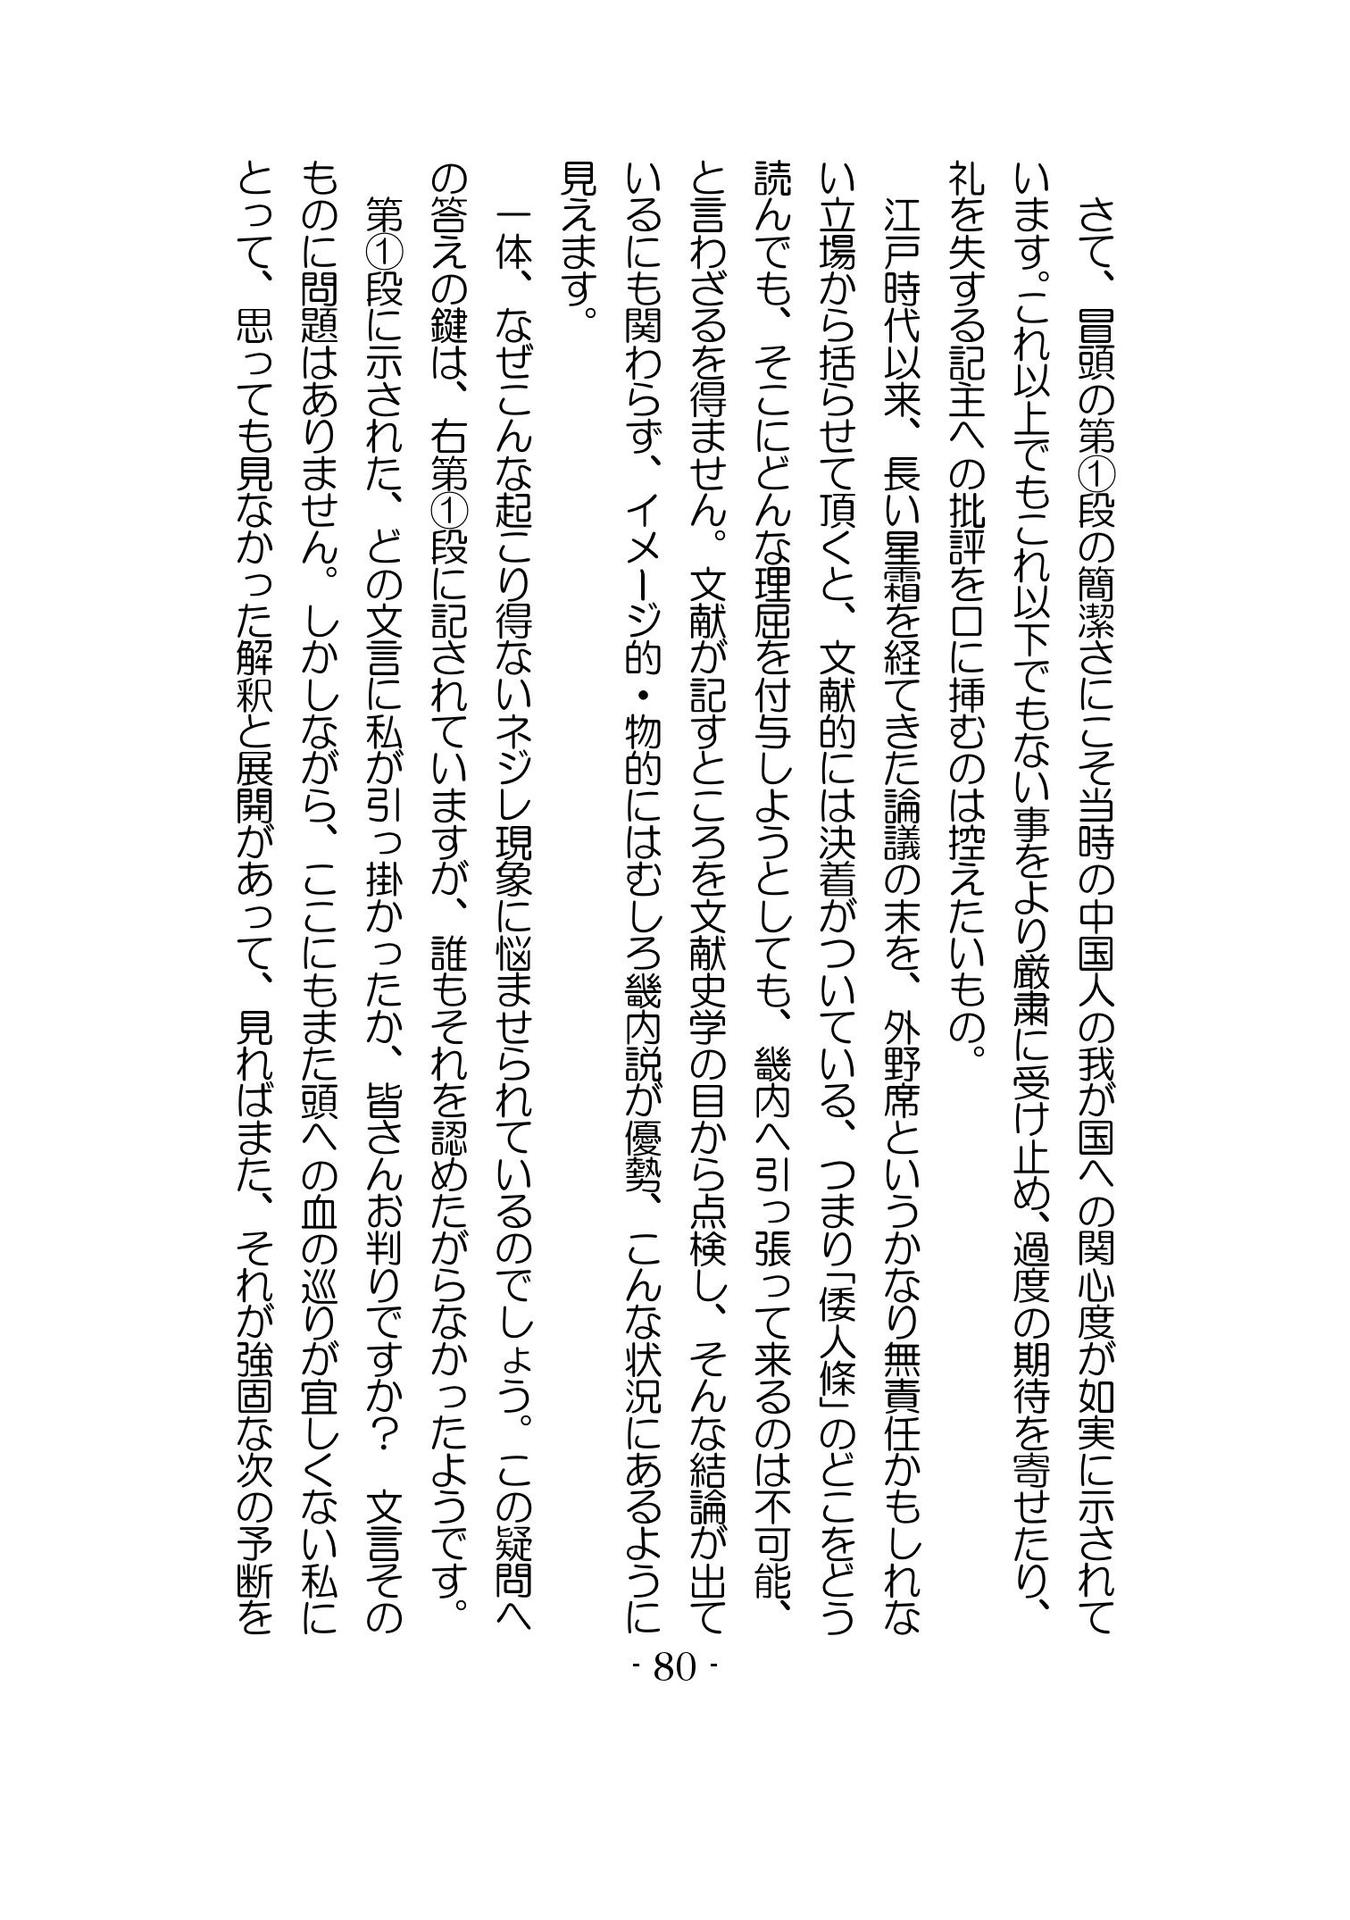 さて、冒頭の第①段の簡潔さにこそ当時の中国人の我が国への関心度が如実に示されて
います。これ以上でもこれ以下でもない事をより厳粛に受け止め、過度の期待を寄せたり、
礼を失する記主への批評を口に挿むのは控えたいもの。
　江戸時代以来、長い星霜を経てきた論議の末を、外野席というかなり無責任かもしれな
い立場から括らせて頂くと、文献的には決着がついている、つまり「倭人條」のどこをどう
読んでも、そこにどんな理屈を付与しようとしても、畿内へ引っ張って来るのは不可能、
と言わざるを得ません。文献が記すところを文献史学の目から点検し、そんな結論が出て
いるにも関わらず、イメージ的・物的にはむしろ畿内説が優勢、こんな状況にあるように
見えます。
　一体、なぜこんな起こり得ないネジレ現象に悩ませられているのでしょう。この疑問へ
の答えの鍵は、右第①段に記されていますが、誰もそれを認めたがらなかったようです。
　第①段に示された、どの文言に私が引っ掛かったか、皆さんお判りですか？　文言その
ものに問題はありません。しかしながら、ここにもまた頭への血の巡りが宜しくない私に
とって、思っても見なかった解釈と展開があって、見ればまた、それが強固な次の予断を
- 80 -